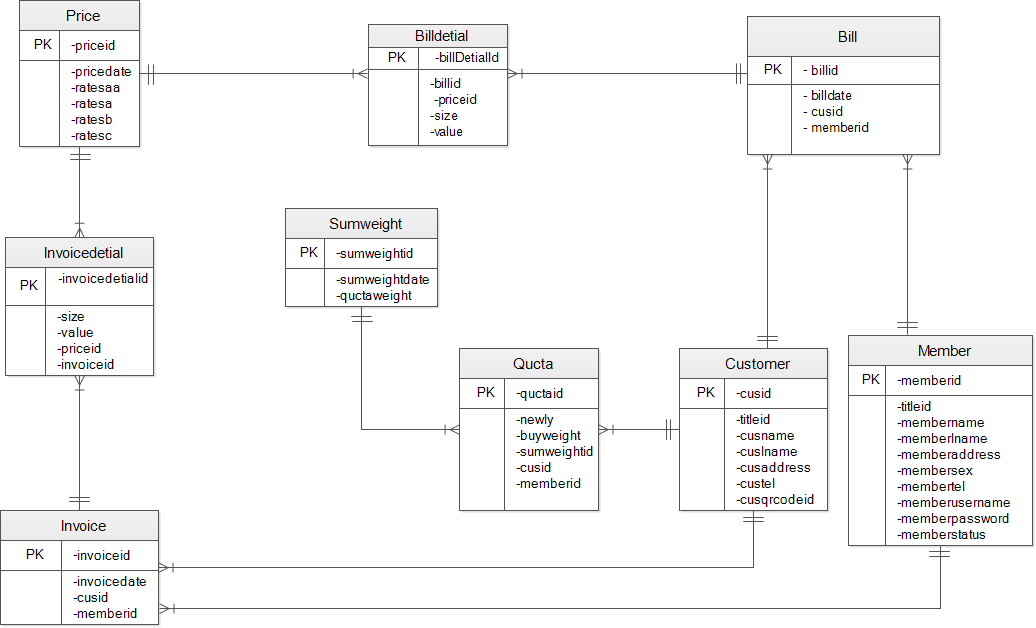 Price
PK -priceid
-pricedate
-ratesaa
-ratesa
-ratesb
-ratesc
Billdetial
PK -billDetialId
-billid
-priceid
-size
-value
Bill
PK - billid
- billdate
- cusid
- memberid
Invoicedetial
PK -invoicedetialid
-size
-value
-priceid
-invoiceid
Sumweight
PK -sumweightid
-sumweightdate
-quctaweight
Qucta
PK -quctaid
-newly
-buyweight
-sumweightid
-cusid
-memberid
Customer
PK -cusid
-titleid
-cusname
-cuslname
-cusaddress
-custel
-cusqrcodeid
Member
PK -memberid
-titleid
-membername
-memberlname
-memberaddress
-membersex
-membertel
-memberusername
-memberpassword
-memberstatus
Invoice
PK -invoiceid
-invoicedate
-cusid
-memberid